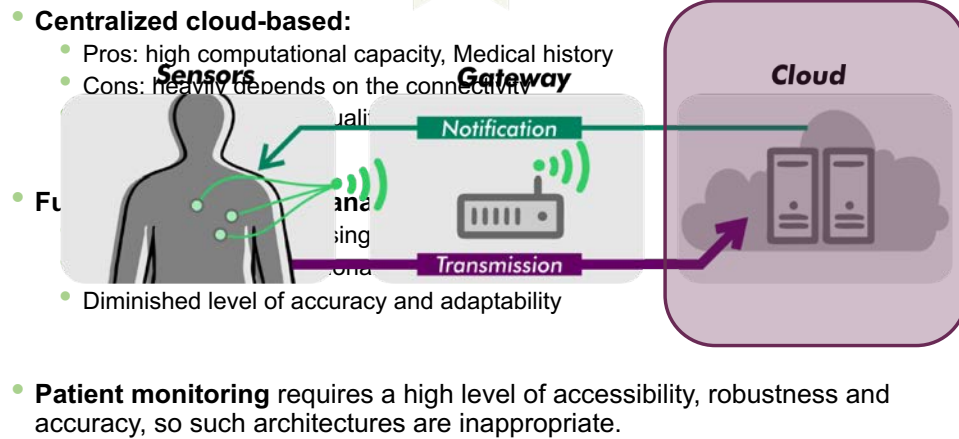 Centralized cloud-based:
Pros: high computational capacity, Medical history
Cons: heavily depends on the connectivity
Sensors
Gateway
Cloud
Notification
Transmission
Diminished level of accuracy and adaptability
Patient monitoring requires a high level of accessibility, robustness and
accuracy, so such architectures are inappropriate.